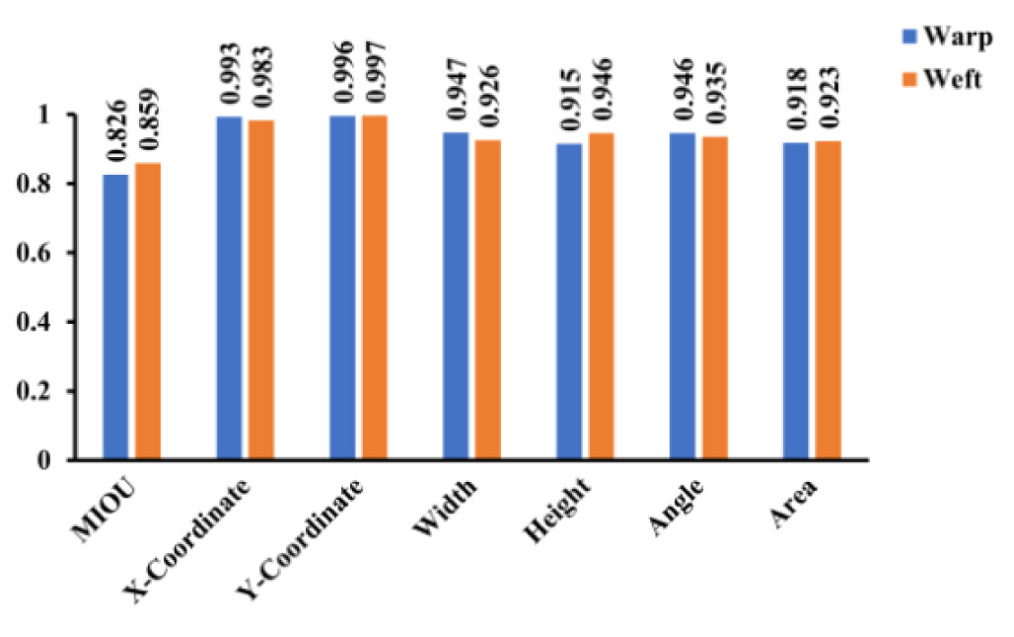 Warp
Weft
0.826
0.859
0.993
0.983
0.996
0.997
0.947
0.926
0.915
0.946
0.946
0.935
0.918
0.923
1
0.8
0.6
0.4
0.2
0
MIOU
X-Coordinate
Y-Coordinate
Width
Height
Angle
Area